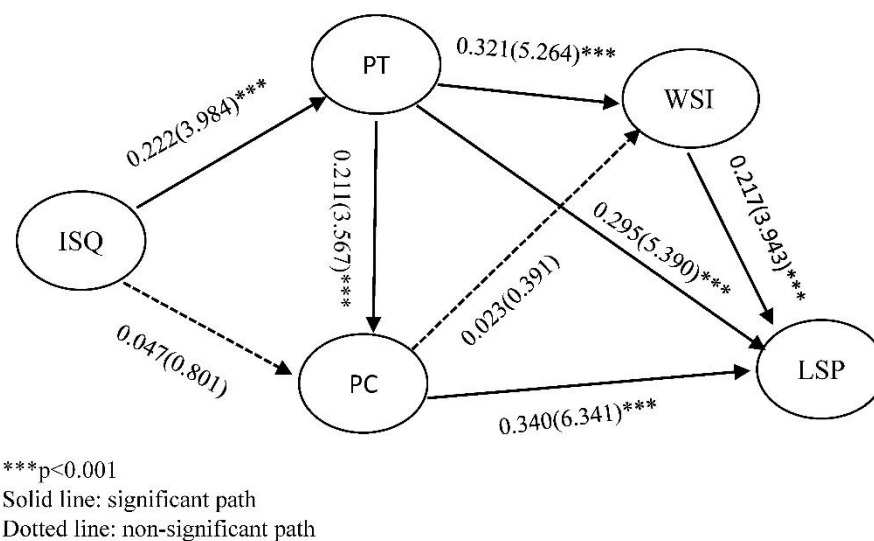 PT
0.321(5.264)***
WSI
0.222(3.984)***
0.211(3.567)***
0.217(3.943)***
ISQ
0.295(5.390)***
0.023(0.391)
0.047(0.801)
PC
LSP
0.340(6.341)***
***p<0.001
Solid line: significant path
Dotted line: non-significant path